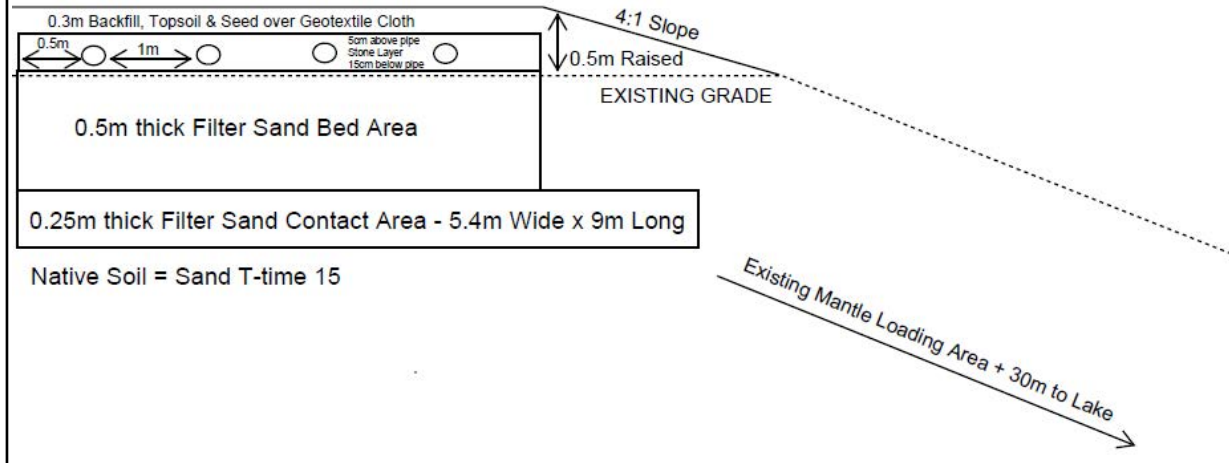 0.3m Backfill, Topsoil & Seed over Geotextile Cloth
4:1 Slope
0.5m
1m
5cm above pipe
Stone Layer
15cm below pipe
0.5m Raised
EXISTING GRADE
0.5m thick Filter Sand Bed Area
0.25m thick Filter Sand Contact Area - 5.4m Wide x 9m Long
Native Soil = Sand T-time 15
Existing Mantle Loading Area + 30m to Lake